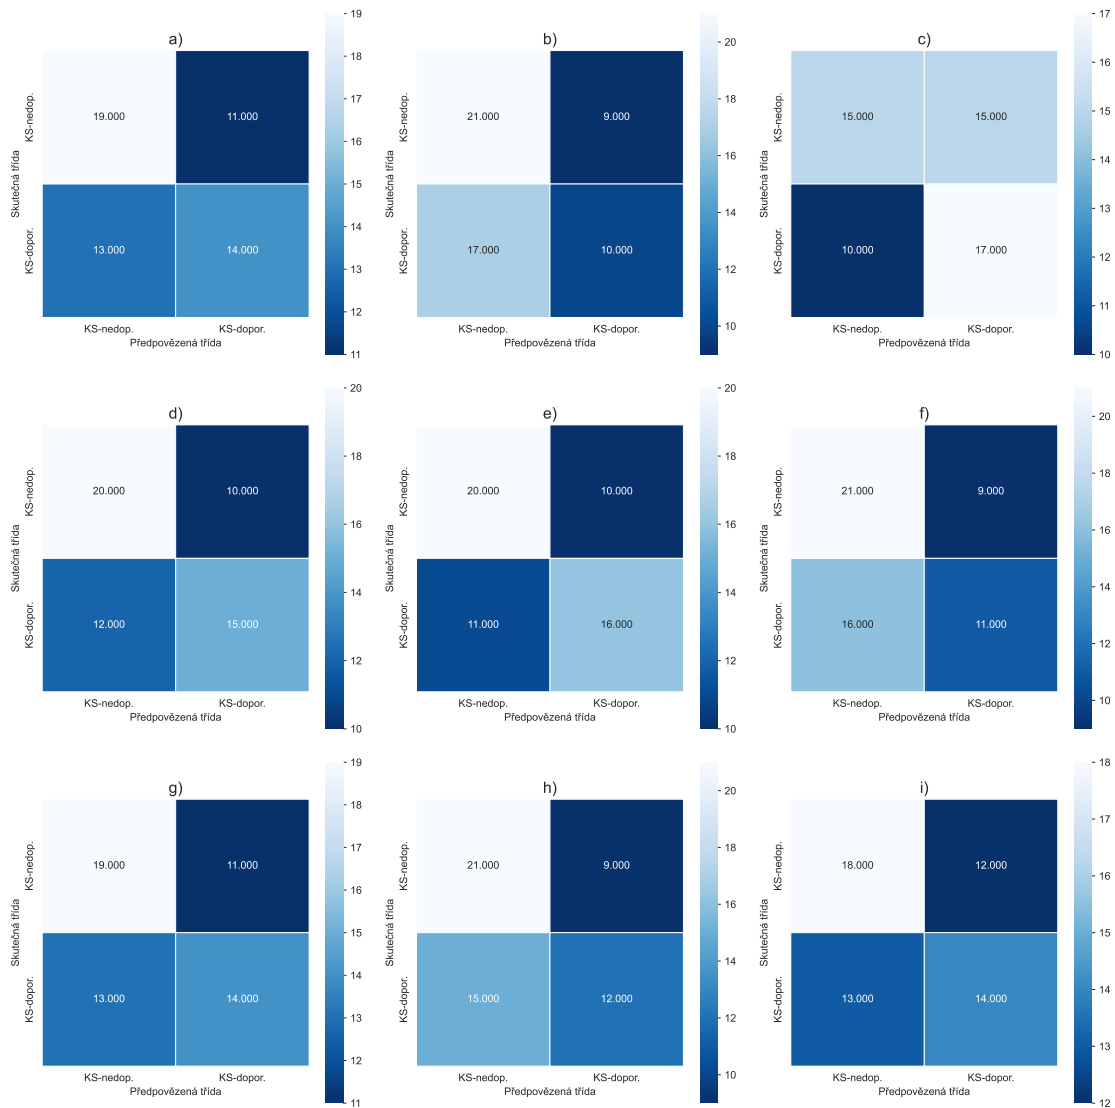 a)
19.000 11.000
13.000 14.000
KS-nedop. KS-dopor.
Předpovězená třída
KS-nedop.
KS-dopor.
Skutečná třída
19
18
17
16
15
14
13
12
11
b)
21.000 9.000
17.000 10.000
KS-nedop. KS-dopor.
Předpovězená třída
KS-nedop.
KS-dopor.
Skutečná třída
20
18
16
14
12
10
c)
15.000 15.000
10.000 17.000
KS-nedop. KS-dopor.
Předpovězená třída
KS-nedop.
KS-dopor.
Skutečná třída
17
16
15
14
13
12
11
10
d)
20.000 10.000
12.000 15.000
KS-nedop. KS-dopor.
Předpovězená třída
KS-nedop.
KS-dopor.
Skutečná třída
20
18
16
14
12
10
e)
20.000 10.000
11.000 16.000
KS-nedop. KS-dopor.
Předpovězená třída
KS-nedop.
KS-dopor.
Skutečná třída
20
18
16
14
12
10
f)
21.000 9.000
16.000 11.000
KS-nedop. KS-dopor.
Předpovězená třída
KS-nedop.
KS-dopor.
Skutečná třída
20
18
16
14
12
10
g)
19.000 11.000
13.000 14.000
KS-nedop. KS-dopor.
Předpovězená třída
KS-nedop.
KS-dopor.
Skutečná třída
19
18
17
16
15
14
13
12
11
h)
21.000 9.000
15.000 12.000
KS-nedop. KS-dopor.
Předpovězená třída
KS-nedop.
KS-dopor.
Skutečná třída
20
18
16
14
12
10
i)
18.000 12.000
13.000 14.000
KS-nedop. KS-dopor.
Předpovězená třída
KS-nedop.
KS-dopor.
Skutečná třída
18
17
16
15
14
13
12